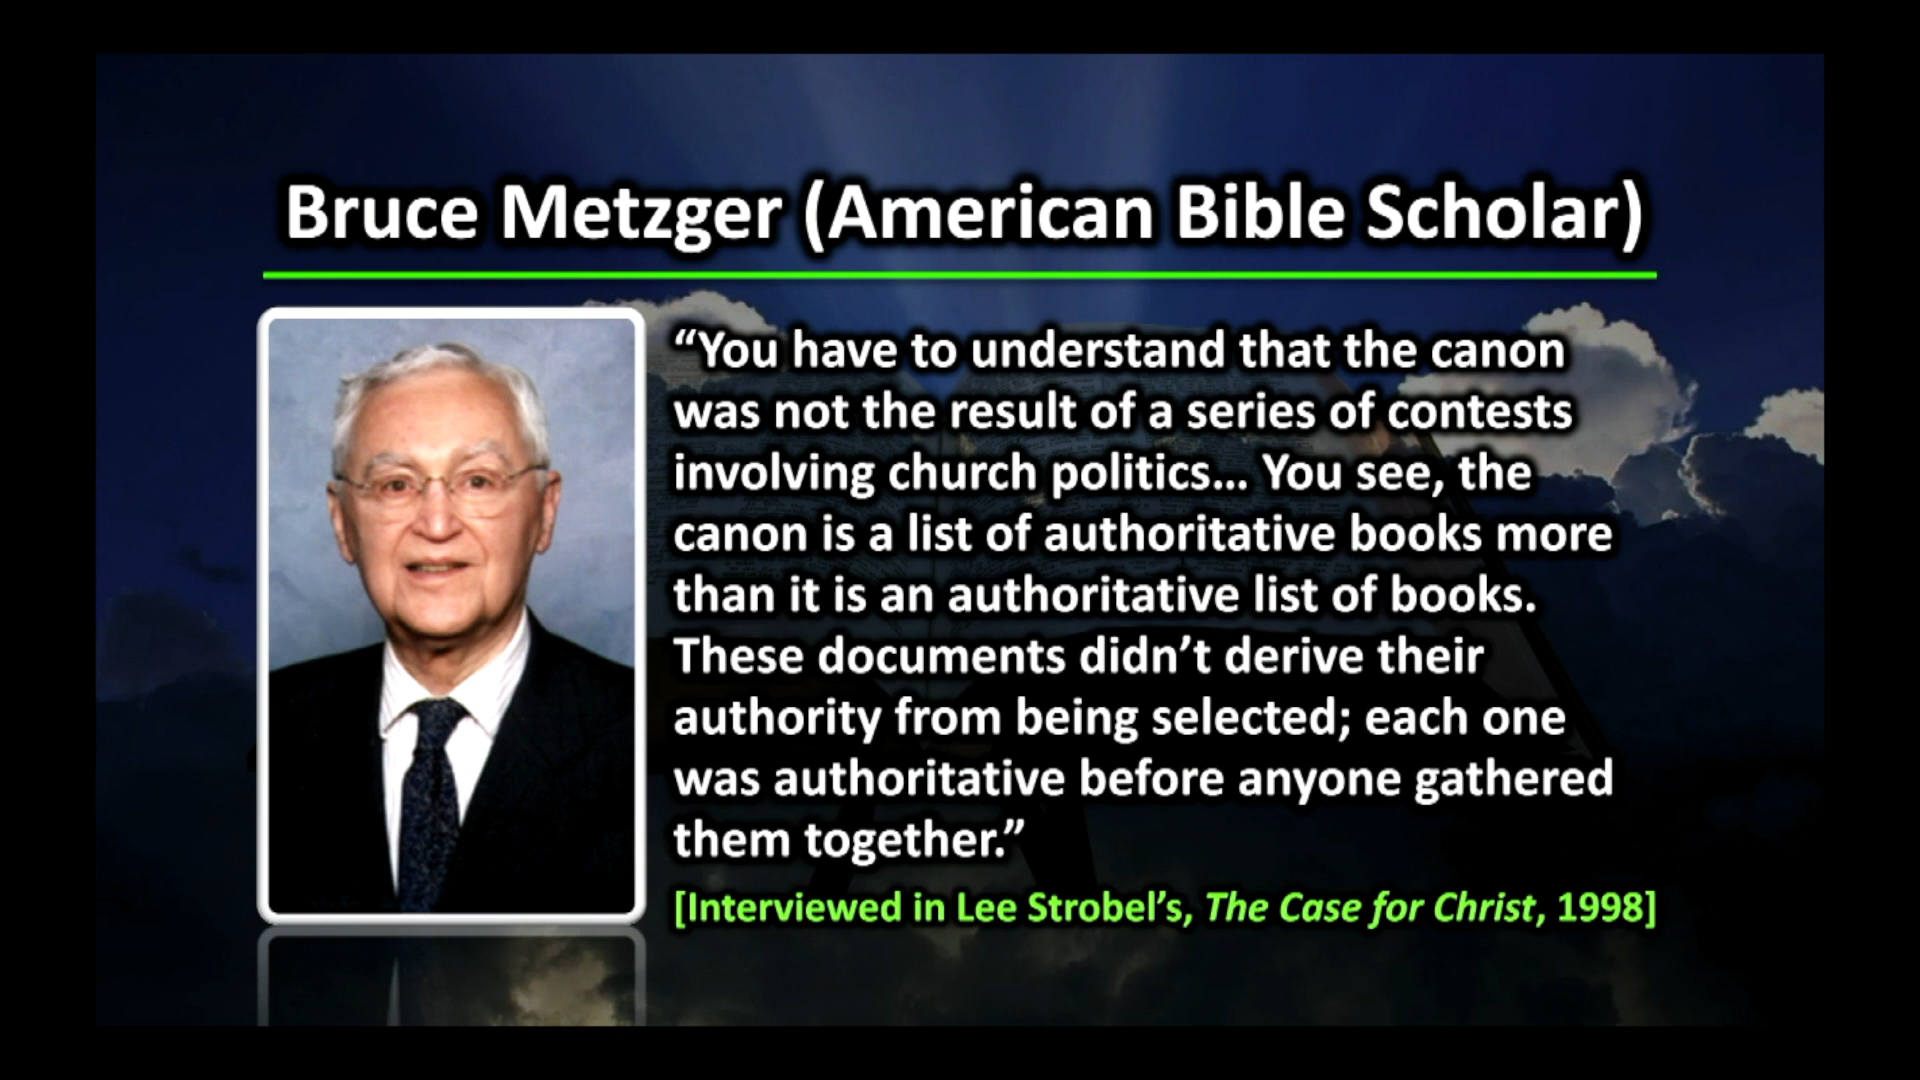 Bruce Metzger (American Bible Scholar)
“You have to understand that the canon
was not the result of a series of contests
involving church politics... You see, the
canon is a list of authoritative books more
than it is an authoritative list of books.
These documents didn’t derive their
authority from being selected; each one
was authoritative before anyone gathered
them together.”
[Interviewed in Lee Strobel’s, The Case for Christ, 1998]